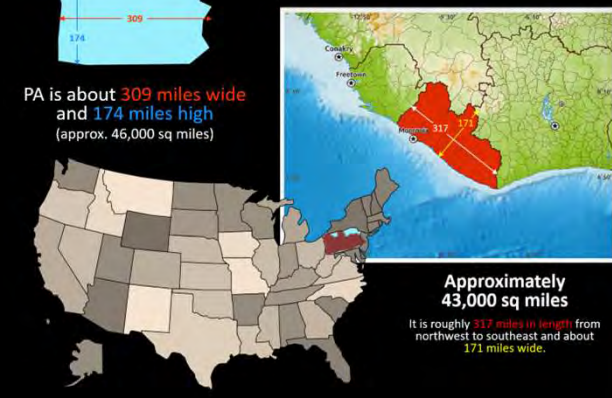 309
174
PA is about 309 miles wide
and 174 miles high
(approx. 46,000 sq miles)
Conakry
Freetown
317
171
Approximately
43,000 sq miles
It is roughly 317 miles in length from
northwest to southeast and about
171 miles wide.